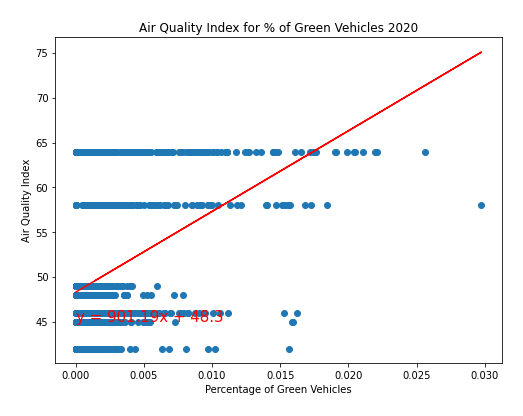 Air Quality Index for % of Green Vehicles 2020
75
70
65
60
55
50
45
Air Quality Index
y = 901.19x + 48.3
0.000 0.005 0.010 0.015 0.020 0.025 0.030
Percentage of Green Vehicles